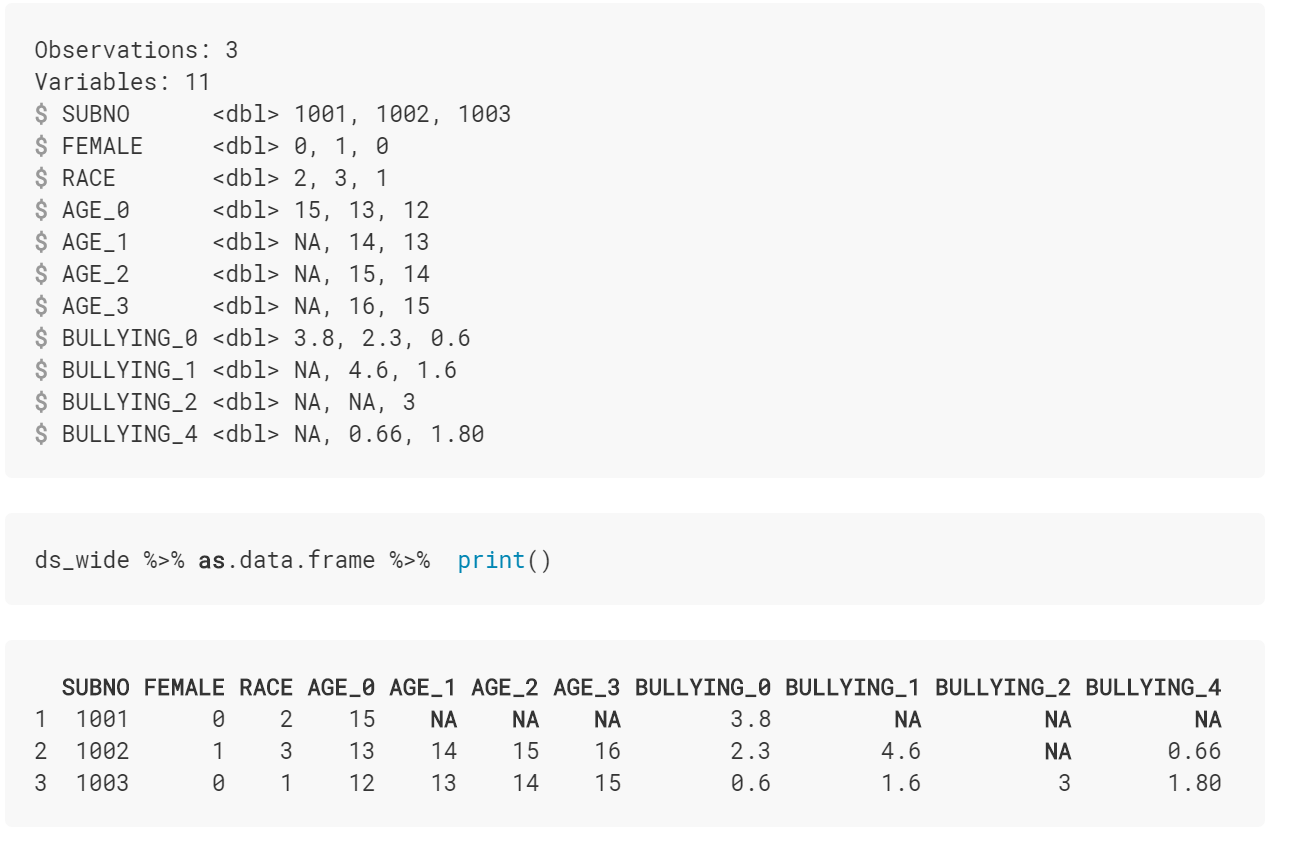 Observations: 3
Variables: 11
$ SUBNO      <dbl> 1001, 1002, 1003
$ FEMALE     <dbl> 0, 1, 0
$ RACE       <dbl> 2, 3, 1
$ AGE_0      <dbl> 15, 13, 12
$ AGE_1      <dbl> NA, 14, 13
$ AGE_2      <dbl> NA, 15, 14
$ AGE_3      <dbl> NA, 16, 15
$ BULLYING_0 <dbl> 3.8, 2.3, 0.6
$ BULLYING_1 <dbl> NA, 4.6, 1.6
$ BULLYING_2 <dbl> NA, NA, 3
$ BULLYING_4 <dbl> NA, 0.66, 1.80
ds_wide %>% as.data.frame %>%  print()
  SUBNO FEMALE RACE AGE_0 AGE_1 AGE_2 AGE_3 BULLYING_0 BULLYING_1 BULLYING_2 BULLYING_4
1  1001      0    2    15    NA    NA    NA        3.8         NA         NA         NA
2  1002      1    3    13    14    15    16        2.3        4.6         NA       0.66
3  1003      0    1    12    13    14    15        0.6        1.6          3       1.80